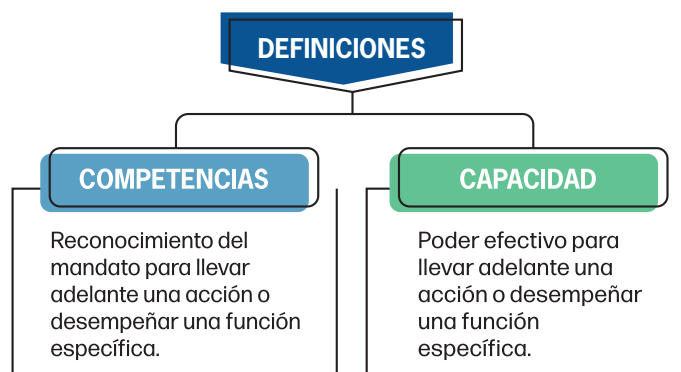 DEFINICIONES
COMPETENCIAS
Reconocimiento del
mandato para llevar
adelante una acción o
desempeñar una función
específica.
CAPACIDAD
Poder efectivo para
llevar adelante una
acción o desempeñar
una función
específica.